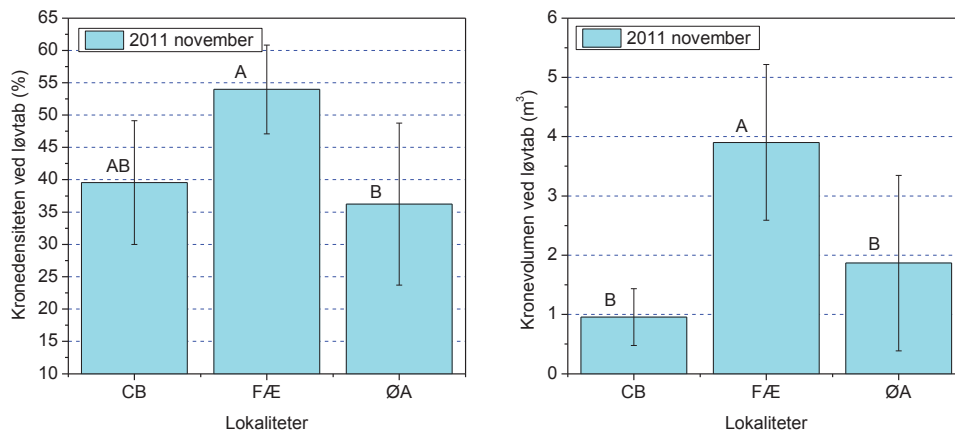 2011 november
Kronedensiteten ved løvtab (%)
65
60
55
50
45
40
35
30
25
20
15
10
AB
A
B
CB
FÆ
ØA
Lokaliteter
2011 november
Kronevolumen ved løvtab (m³)
6
5
4
3
2
1
0
B
A
B
CB
FÆ
ØA
Lokaliteter